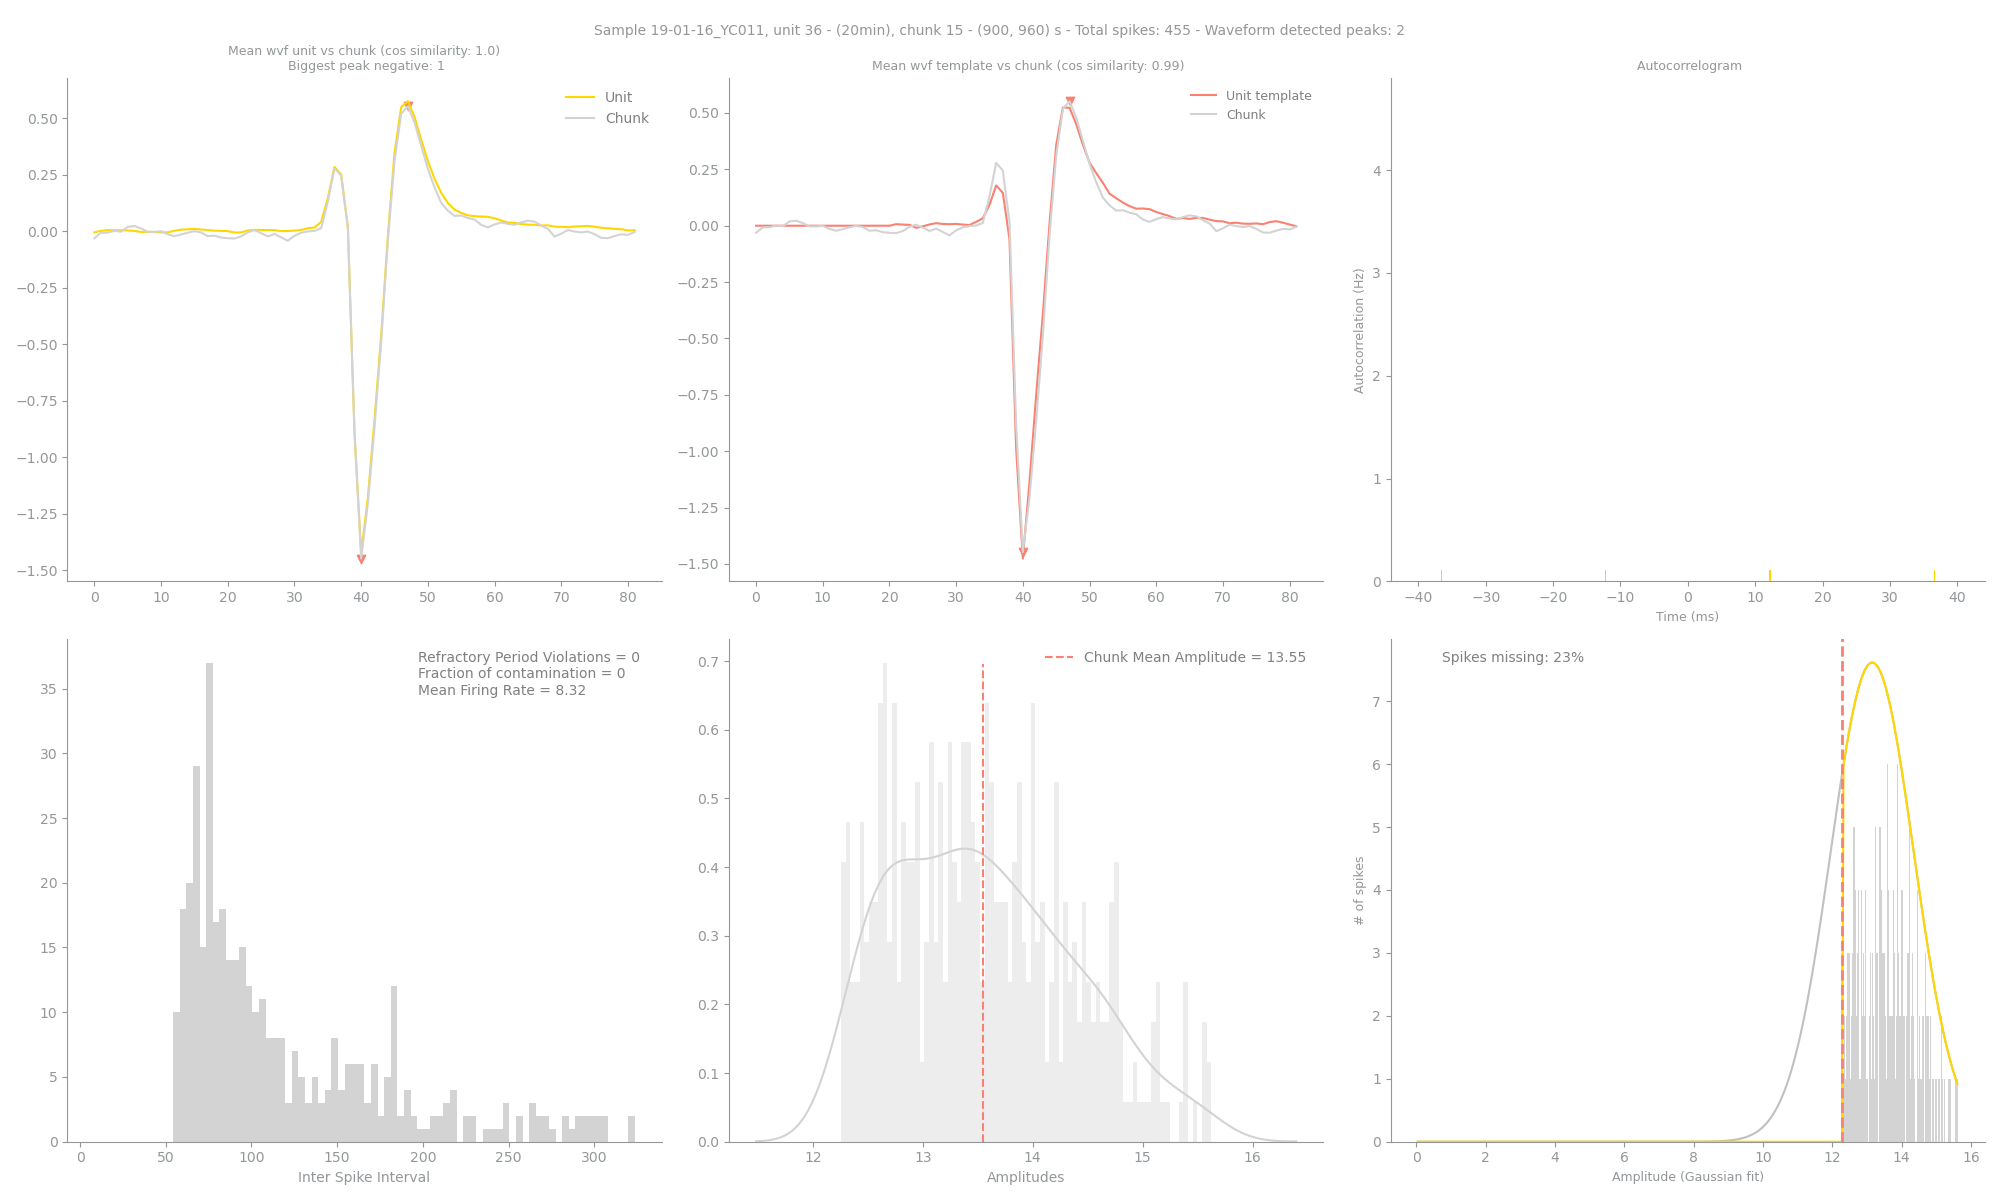 Sample 19-01-16_YC011, unit 36 - (20min), chunk 15 - (900, 960) s - Total spikes: 455 - Waveform detected peaks: 2
Mean wvf unit vs chunk (cos similarity: 1.0)
Biggest peak negative: 1
Unit
Chunk
0.50
0.25
0.00
−0.25
−0.50
−0.75
−1.00
−1.25
−1.50
0 10 20 30 40 50 60 70 80
Mean wvf template vs chunk (cos similarity: 0.99)
Unit template
Chunk
0.50
0.25
0.00
−0.25
−0.50
−0.75
−1.00
−1.25
−1.50
0 10 20 30 40 50 60 70 80
Autocorrelogram
Autocorrelation (Hz)
4
3
2
1
0
−40 −30 −20 −10 0 10 20 30 40
Time (ms)
Refractory Period Violations = 0
Fraction of contamination = 0
Mean Firing Rate = 8.32
35
30
25
20
15
10
5
0
0 50 100 150 200 250 300
Inter Spike Interval
Chunk Mean Amplitude = 13.55
0.7
0.6
0.5
0.4
0.3
0.2
0.1
0.0
12 13 14 15 16
Amplitudes
Spikes missing: 23%
# of spikes
7
6
5
4
3
2
1
0
0 2 4 6 8 10 12 14 16
Amplitude (Gaussian fit)